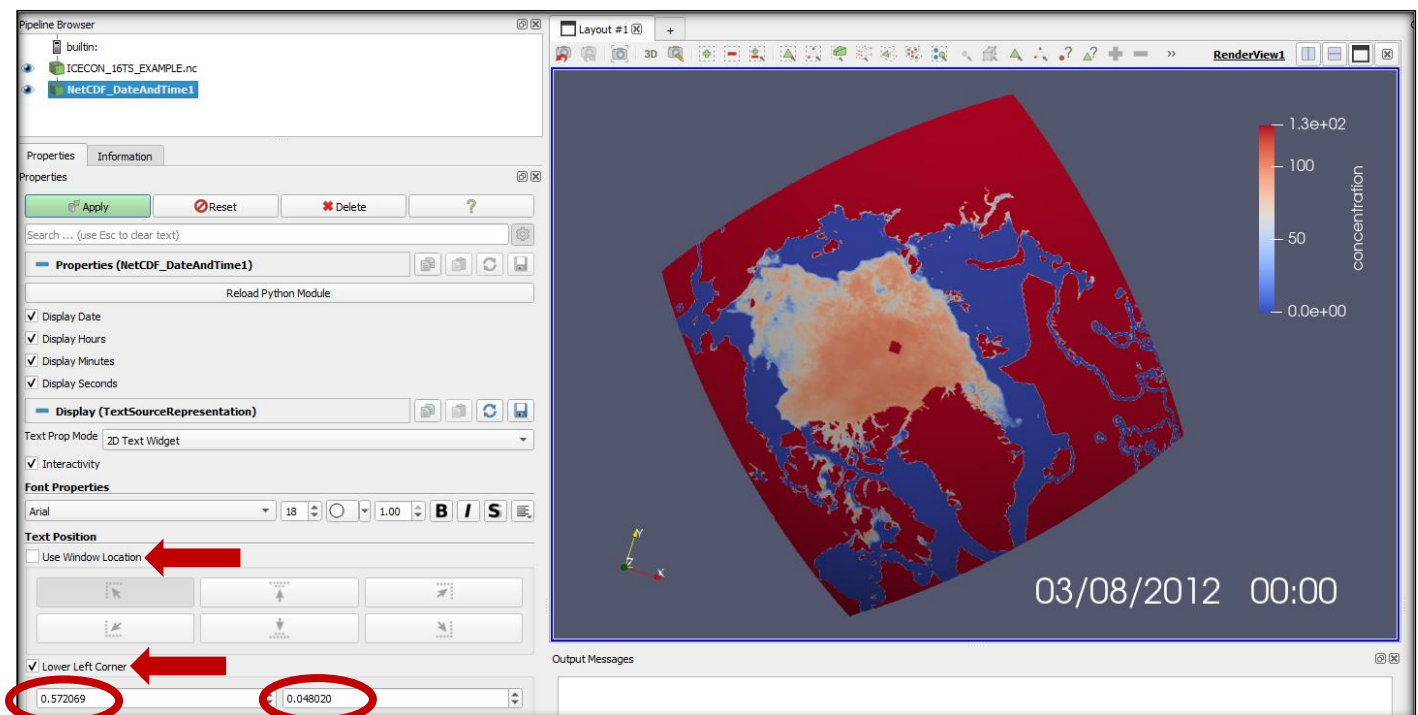 Pipeline Browser
builtin:
ICECON_16TS_EXAMPLE.nc
NetCDF_DateAndTime1
Properties Information
Properties
Apply Reset Delete ?
Search ... (use Esc to clear text)
Properties (NetCDF_DateAndTime1)
Reload Python Module
Display Date
Display Hours
Display Minutes
Display Seconds
Display (TextSourceRepresentation)
Text Prop Mode 2D Text Widget
Interactivity
Font Properties
Arial 18 1.00 B I S
Text Position
Use Window Location
Lower Left Corner
0.572069 0.048020
Layout #1 +
3D ? ? » RenderView1
1.3e+02
100
50
0.0e+00
concentration
Y
Z
X
03/08/2012 00:00
Output Messages